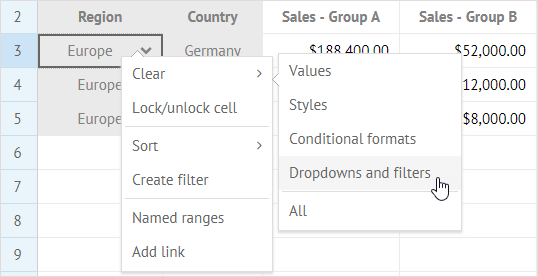 2 Region Country Sales - Group A Sales - Group B
3 Europe Germany $188,400.00 $52,000.00
4 Europe 12,000.00
5 Europe $8,000.00
6
7
8
9
Clear
Lock/unlock cell
Sort
Create filter
Named ranges
Add link
Values
Styles
Conditional formats
Dropdowns and filters
All